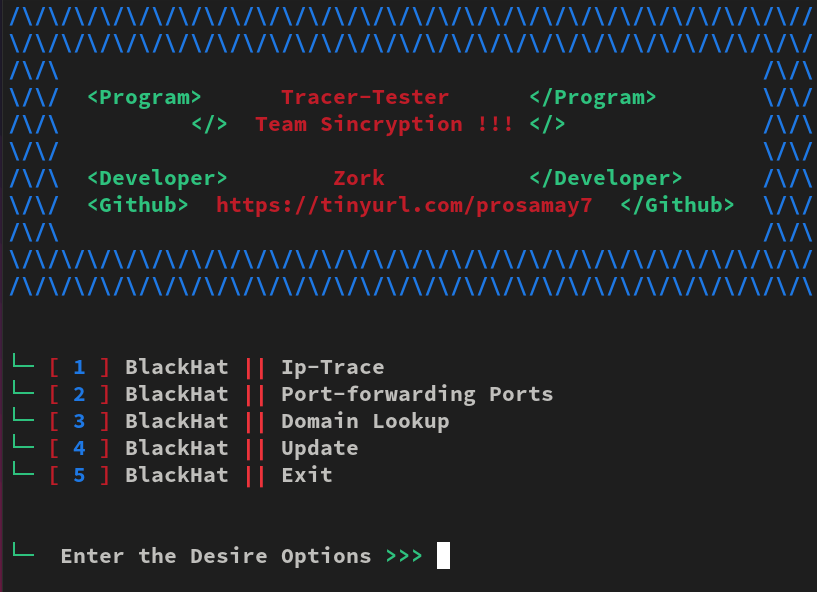 /\/\/\/\/\/\/\/\/\/\/\/\/\/\/\/\/\/\/\/\/\/\/\/\/\/\/\/\/\/\//
\/\/\/\/\/\/\/\/\/\/\/\/\/\/\/\/\/\/\/\/\/\/\/\/\/\/\/\/\/\/\/
/\/\ /\/\
\/\/ <Program> Tracer-Tester </Program> \/\/
/\/\ </> Team Sincryption !!! </> /\/\
\/\/ \/\/
/\/\ <Developer> Zork </Developer> /\/\
\/\/ <Github> https://tinyurl.com/prosamay7 </Github> \/\/
/\/\ /\/\
\/\/\/\/\/\/\/\/\/\/\/\/\/\/\/\/\/\/\/\/\/\/\/\/\/\/\/\/\/\/\/
/\/\/\/\/\/\/\/\/\/\/\/\/\/\/\/\/\/\/\/\/\/\/\/\/\/\/\/\/\/\/\
└─ [ 1 ] BlackHat || Ip-Trace
└─ [ 2 ] BlackHat || Port-forwarding Ports
└─ [ 3 ] BlackHat || Domain Lookup
└─ [ 4 ] BlackHat || Update
└─ [ 5 ] BlackHat || Exit
└─ Enter the Desire Options >>>